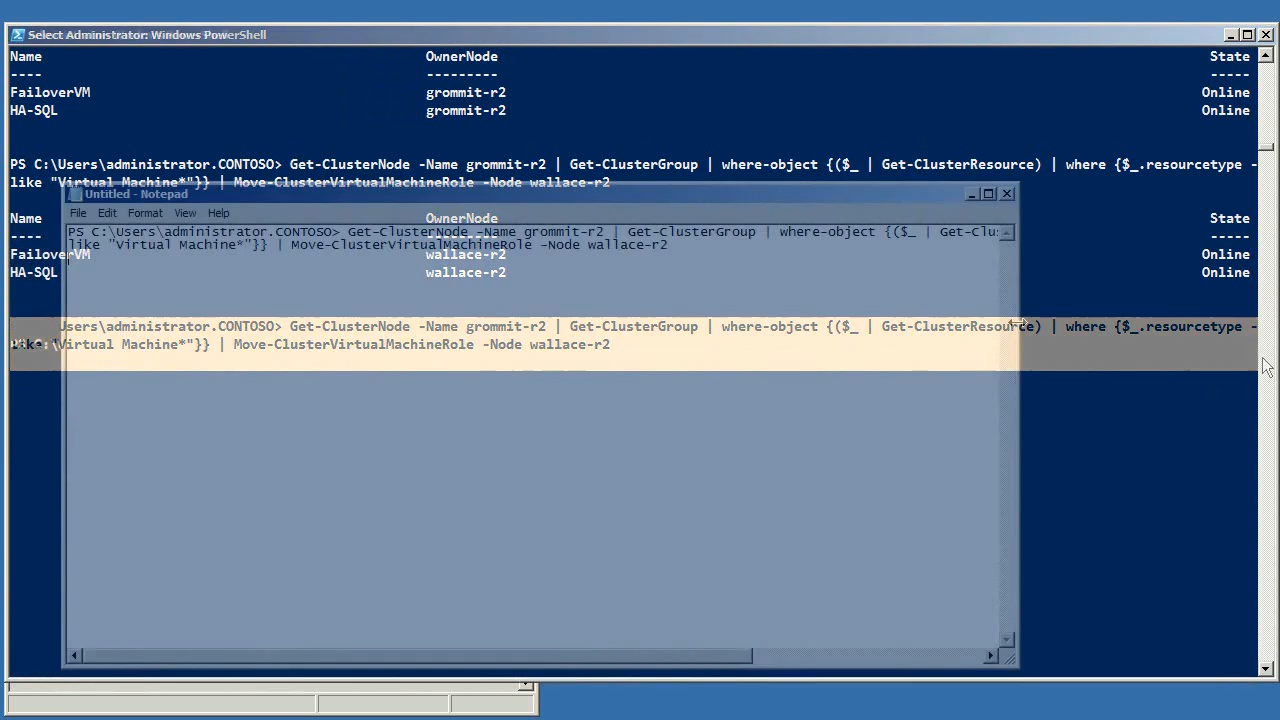 Select Administrator: Windows PowerShell
Name OwnerNode State
---- --------- -----
FailoverVM grommit-r2 Online
HA-SQL grommit-r2 Online
PS C:\Users\administrator.CONTOSO> Get-ClusterNode -Name grommit-r2 | Get-ClusterGroup | where-object {($_ | Get-ClusterResource) | where {$_.resourcetype -
like "Virtual Machine*"}} | Move-ClusterVirtualMachineRole -Node wallace-r2
Name OwnerNode State
---- --------- -----
FailoverVM wallace-r2 Online
HA-SQL wallace-r2 Online
PS C:\Users\administrator.CONTOSO> Get-ClusterNode -Name grommit-r2 | Get-ClusterGroup | where-object {($_ | Get-ClusterResource) | where {$_.resourcetype -
like "Virtual Machine*"}} | Move-ClusterVirtualMachineRole -Node wallace-r2
Untitled - Notepad
File Edit Format View Help
PS C:\Users\administrator.CONTOSO> Get-ClusterNode -Name grommit-r2 | Get-ClusterGroup | where-object {($_ | Get-Clus
like "Virtual Machine*"}} | Move-ClusterVirtualMachineRole -Node wallace-r2